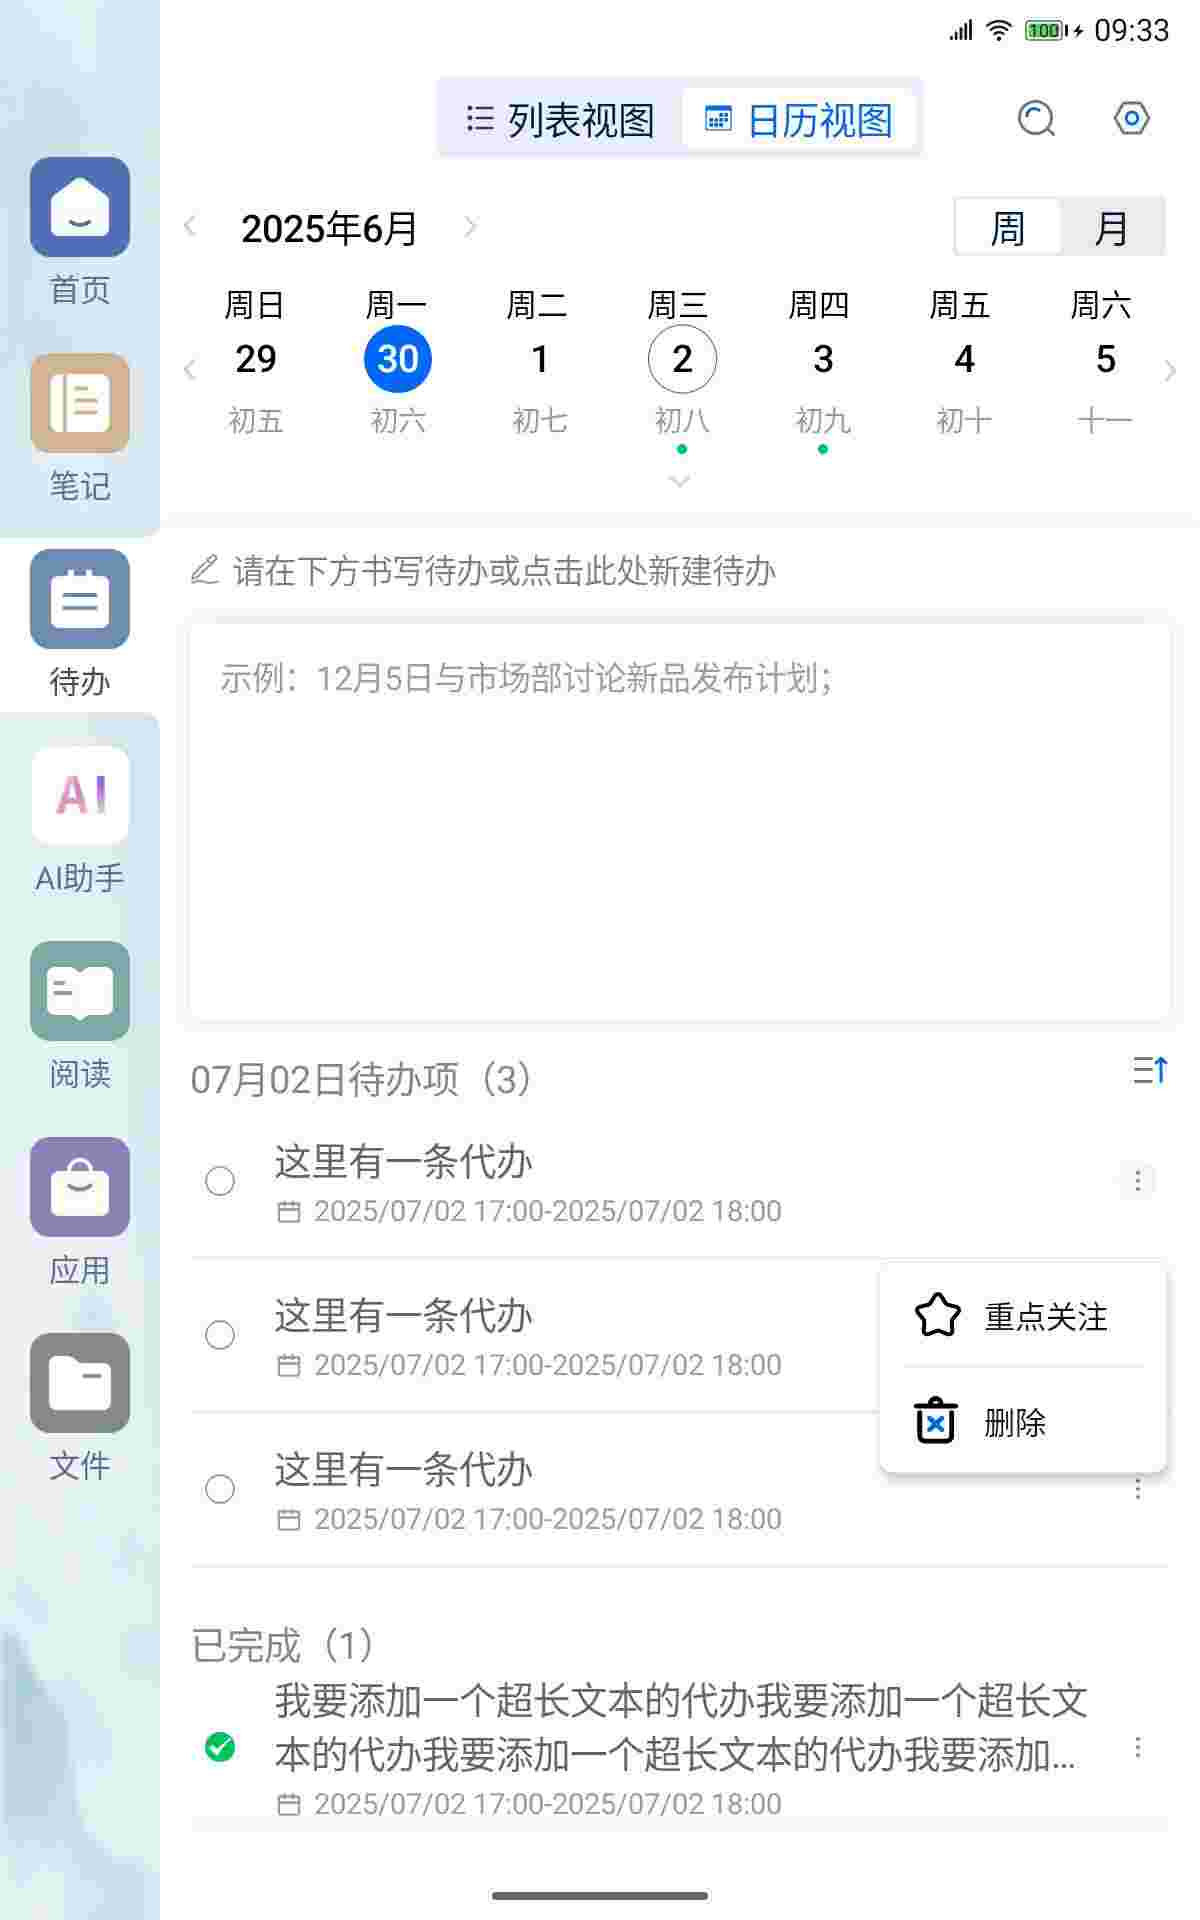 100 09:33
列表视图 日历视图
2025年6月 周 月
周日 周一 周二 周三 周四 周五 周六
29 30 1 2 3 4 5
初五 初六 初七 初八 初九 初十 十一
首页
笔记
待办
AI
AI助手
阅读
应用
文件
请在下方书写待办或点击此处新建待办
示例：12月5日与市场部讨论新品发布计划；
07月02日待办项（3）
这里有一条代办
2025/07/02 17:00-2025/07/02 18:00
这里有一条代办
2025/07/02 17:00-2025/07/02 18:00
重点关注
删除
这里有一条代办
2025/07/02 17:00-2025/07/02 18:00
已完成（1）
我要添加一个超长文本的代办我要添加一个超长文
本的代办我要添加一个超长文本的代办我要添加...
2025/07/02 17:00-2025/07/02 18:00